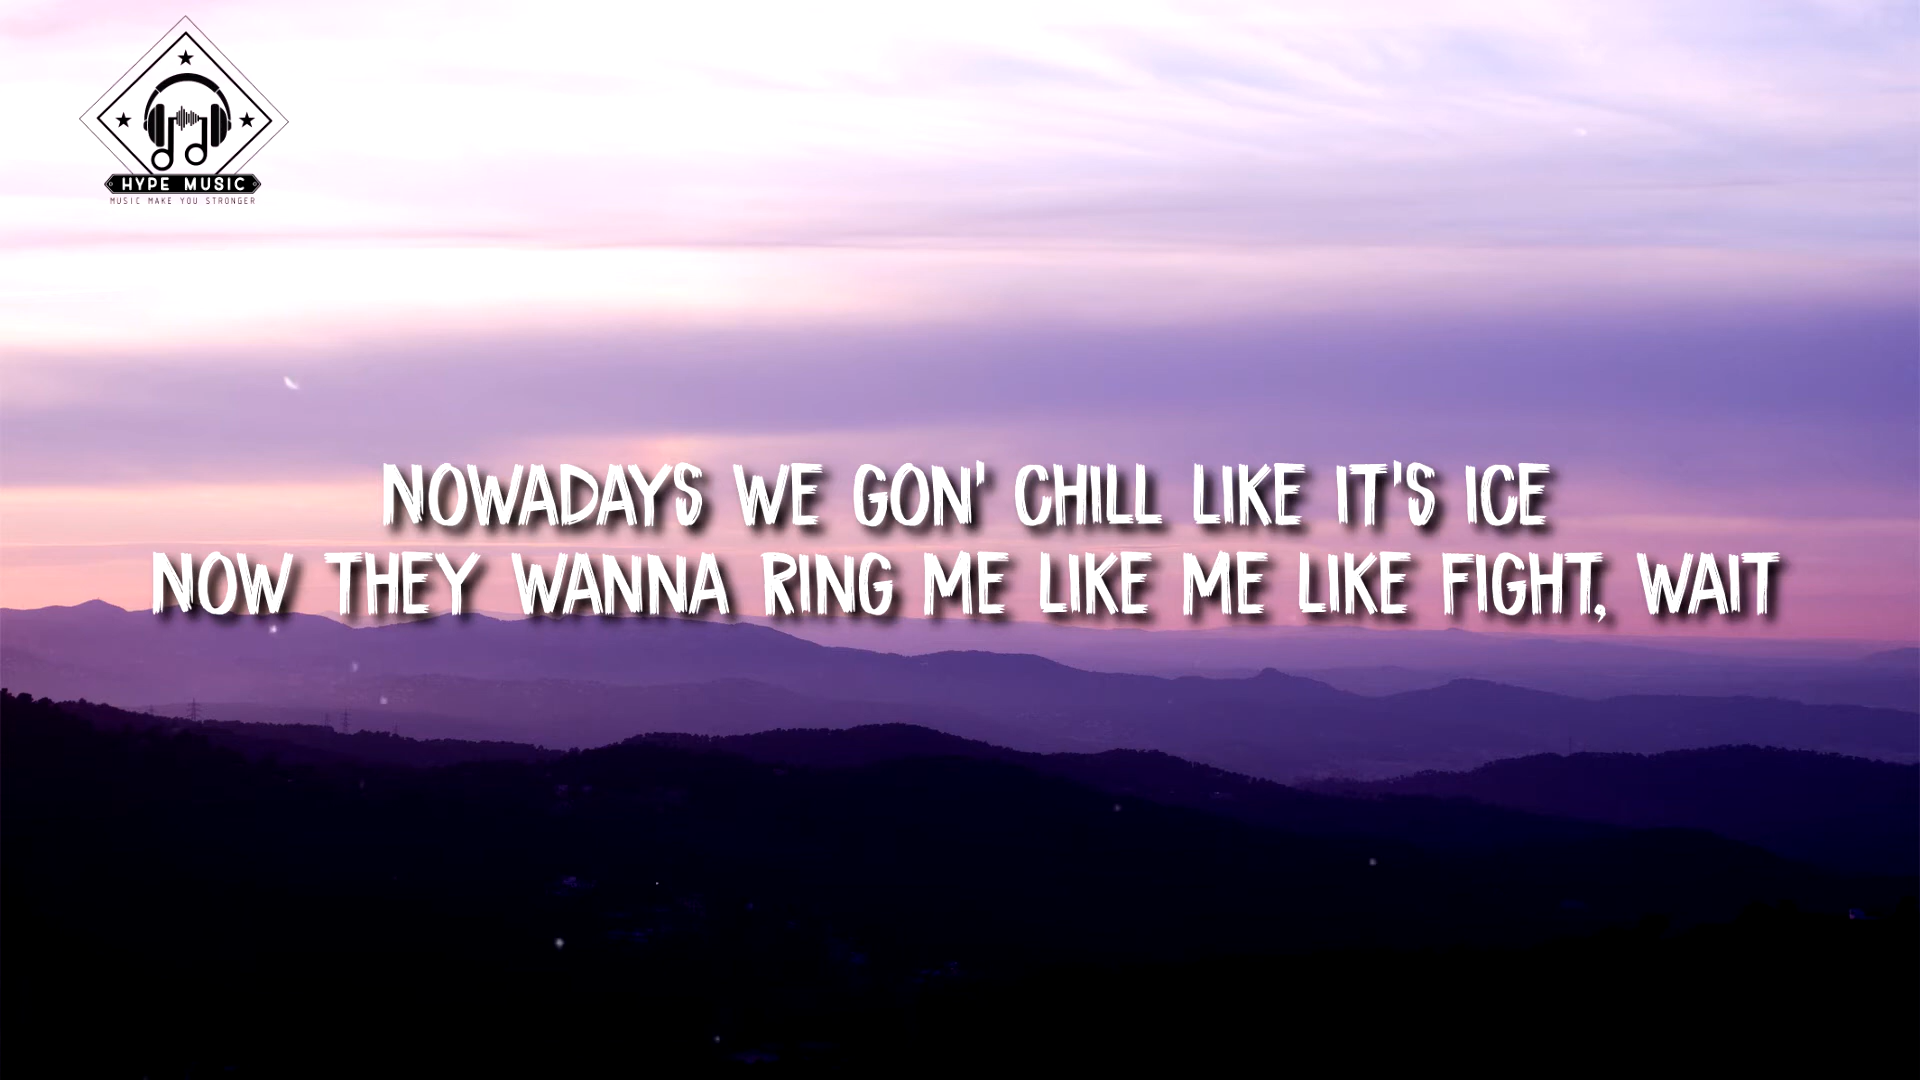 HYPE MUSIC
MUSIC MAKE YOU STRONGER
NOWADAYS WE GON' CHILL LIKE IT'S ICE
NOW THEY WANNA RING ME LIKE ME LIKE FIGHT, WAIT